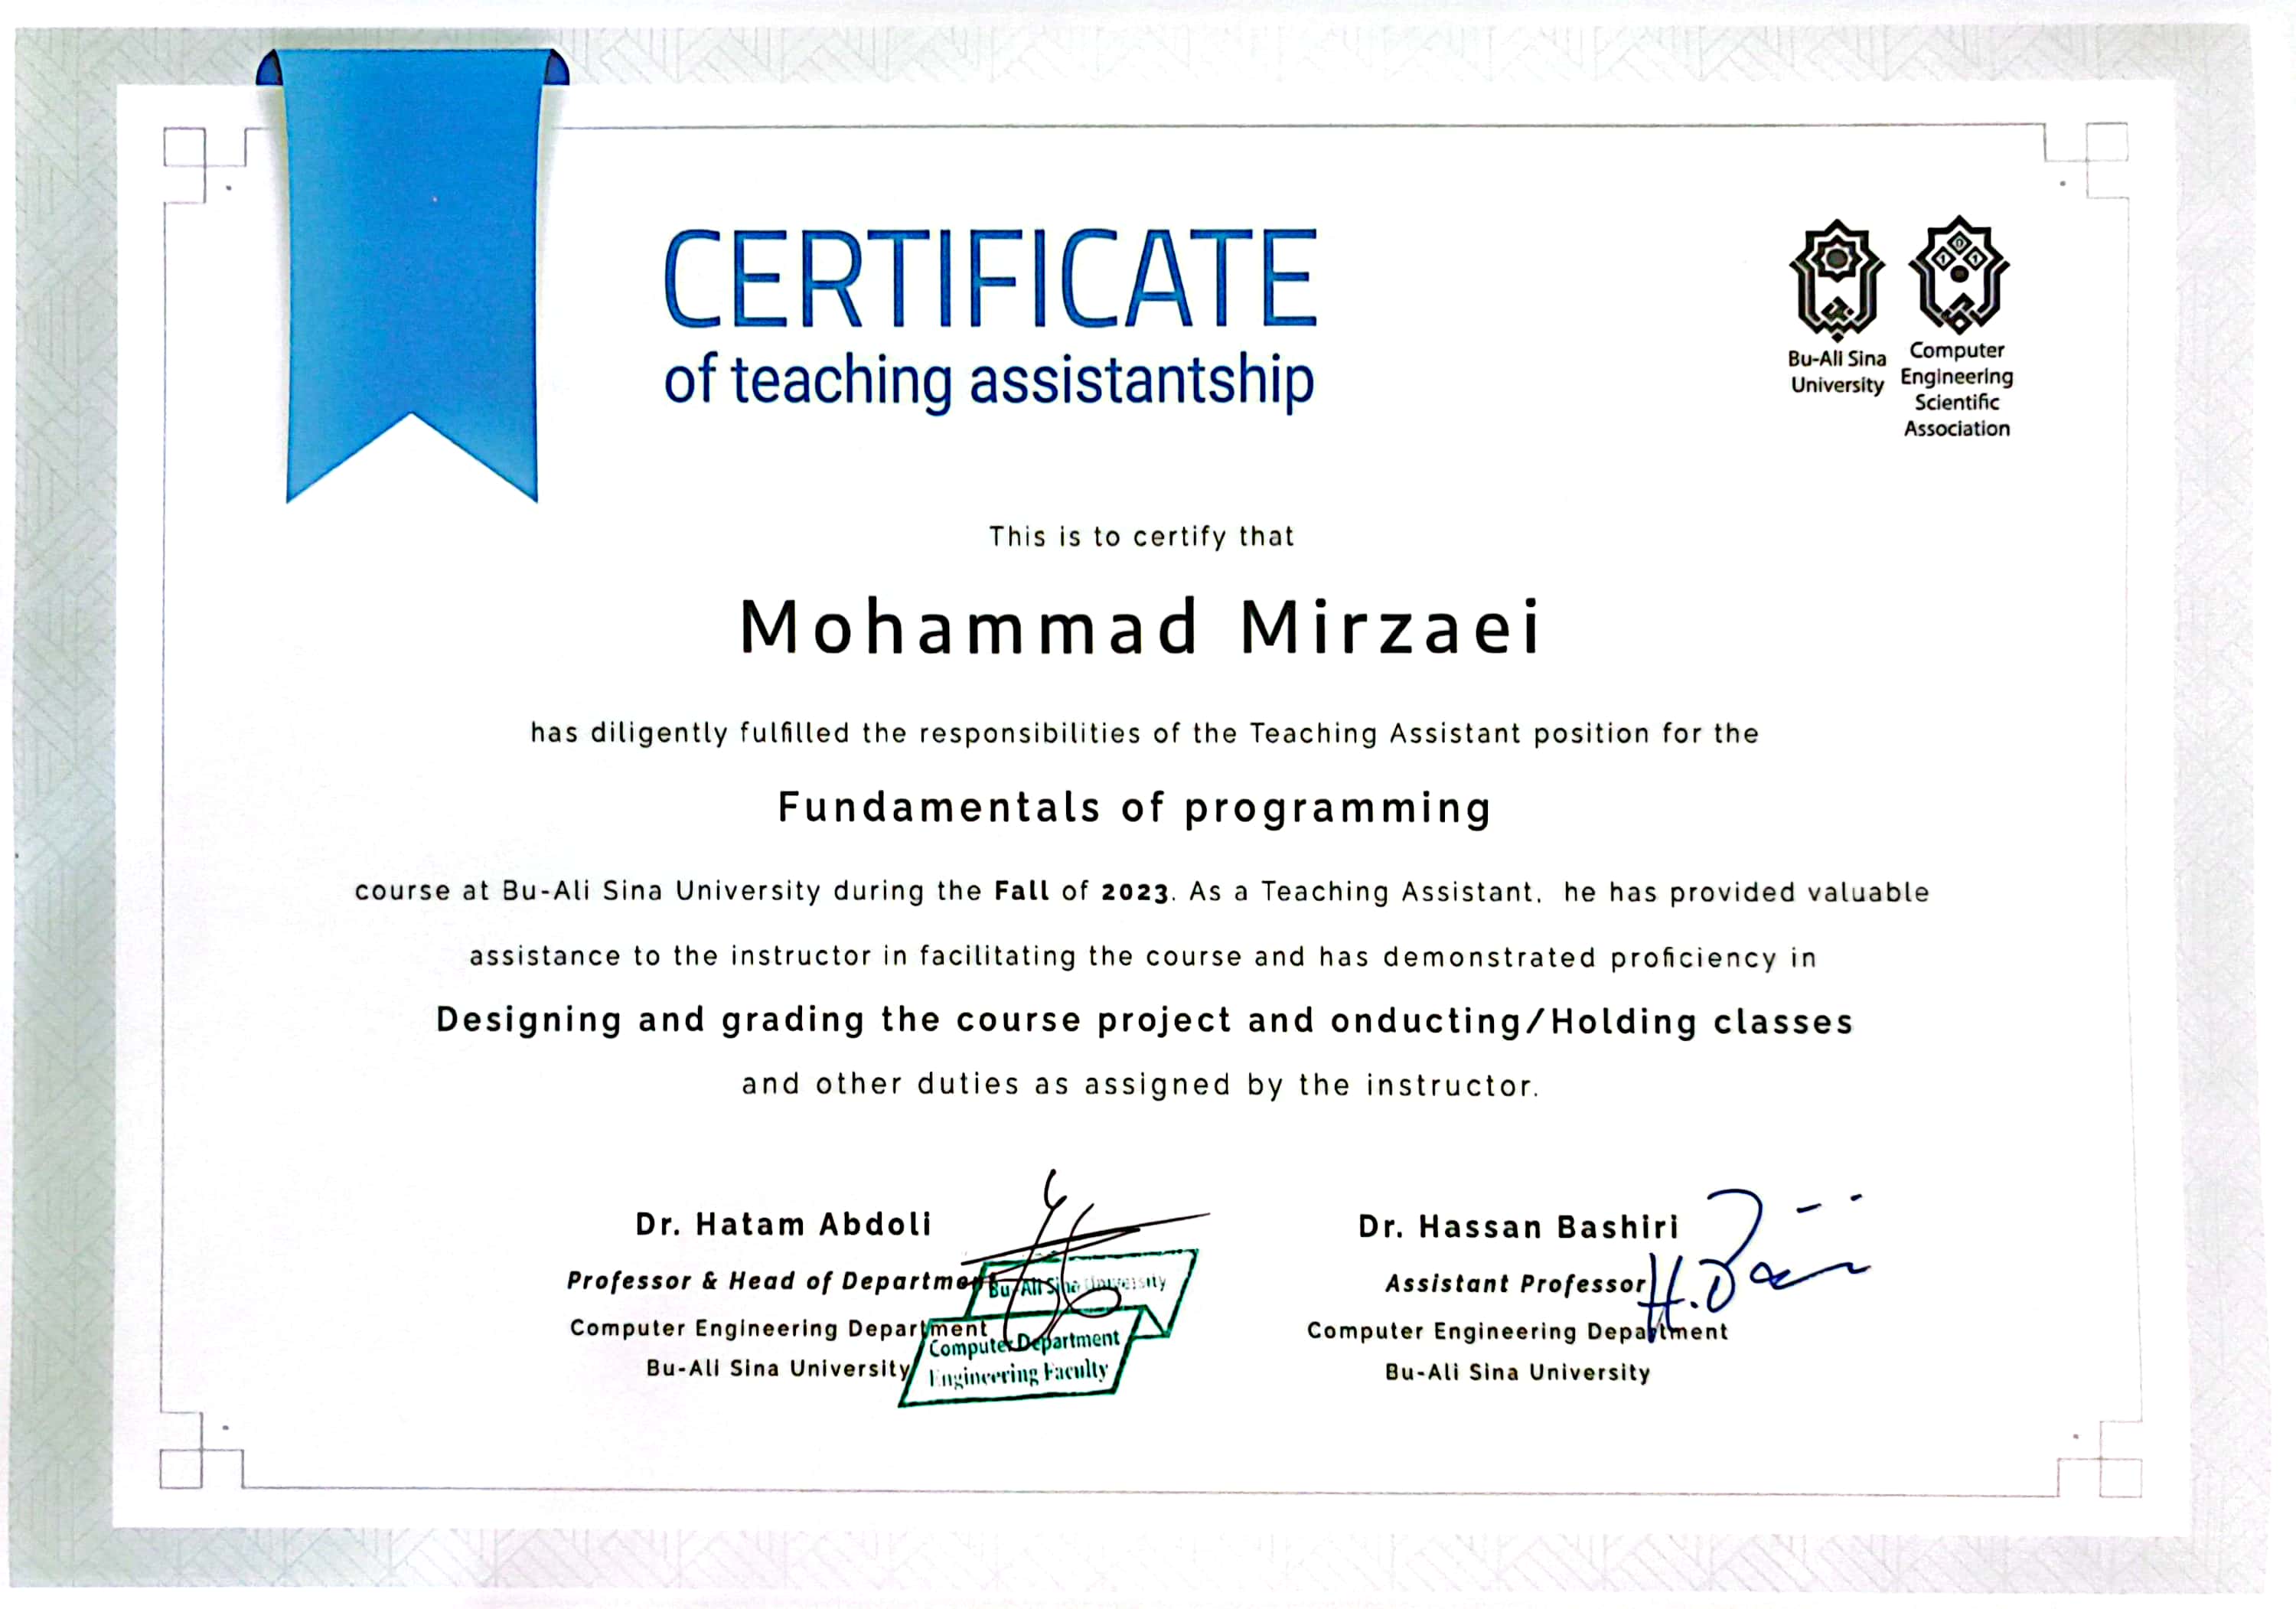 CERTIFICATE
of teaching assistantship
Bu-Ali Sina
University
Computer
Engineering
Scientific
Association
This is to certify that
Mohammad Mirzaei
has diligently fulfilled the responsibilities of the Teaching Assistant position for the
Fundamentals of programming
course at Bu-Ali Sina University during the Fall of 2023. As a Teaching Assistant, he has provided valuable
assistance to the instructor in facilitating the course and has demonstrated proficiency in
Designing and grading the course project and onducting/Holding classes
and other duties as assigned by the instructor.
Dr. Hatam Abdoli
Professor & Head of Department
Computer Engineering Department
Bu-Ali Sina University
Bu-Ali Sina University
Computer Department
Engineering Faculty
Dr. Hassan Bashiri
Assistant Professor
Computer Engineering Department
Bu-Ali Sina University